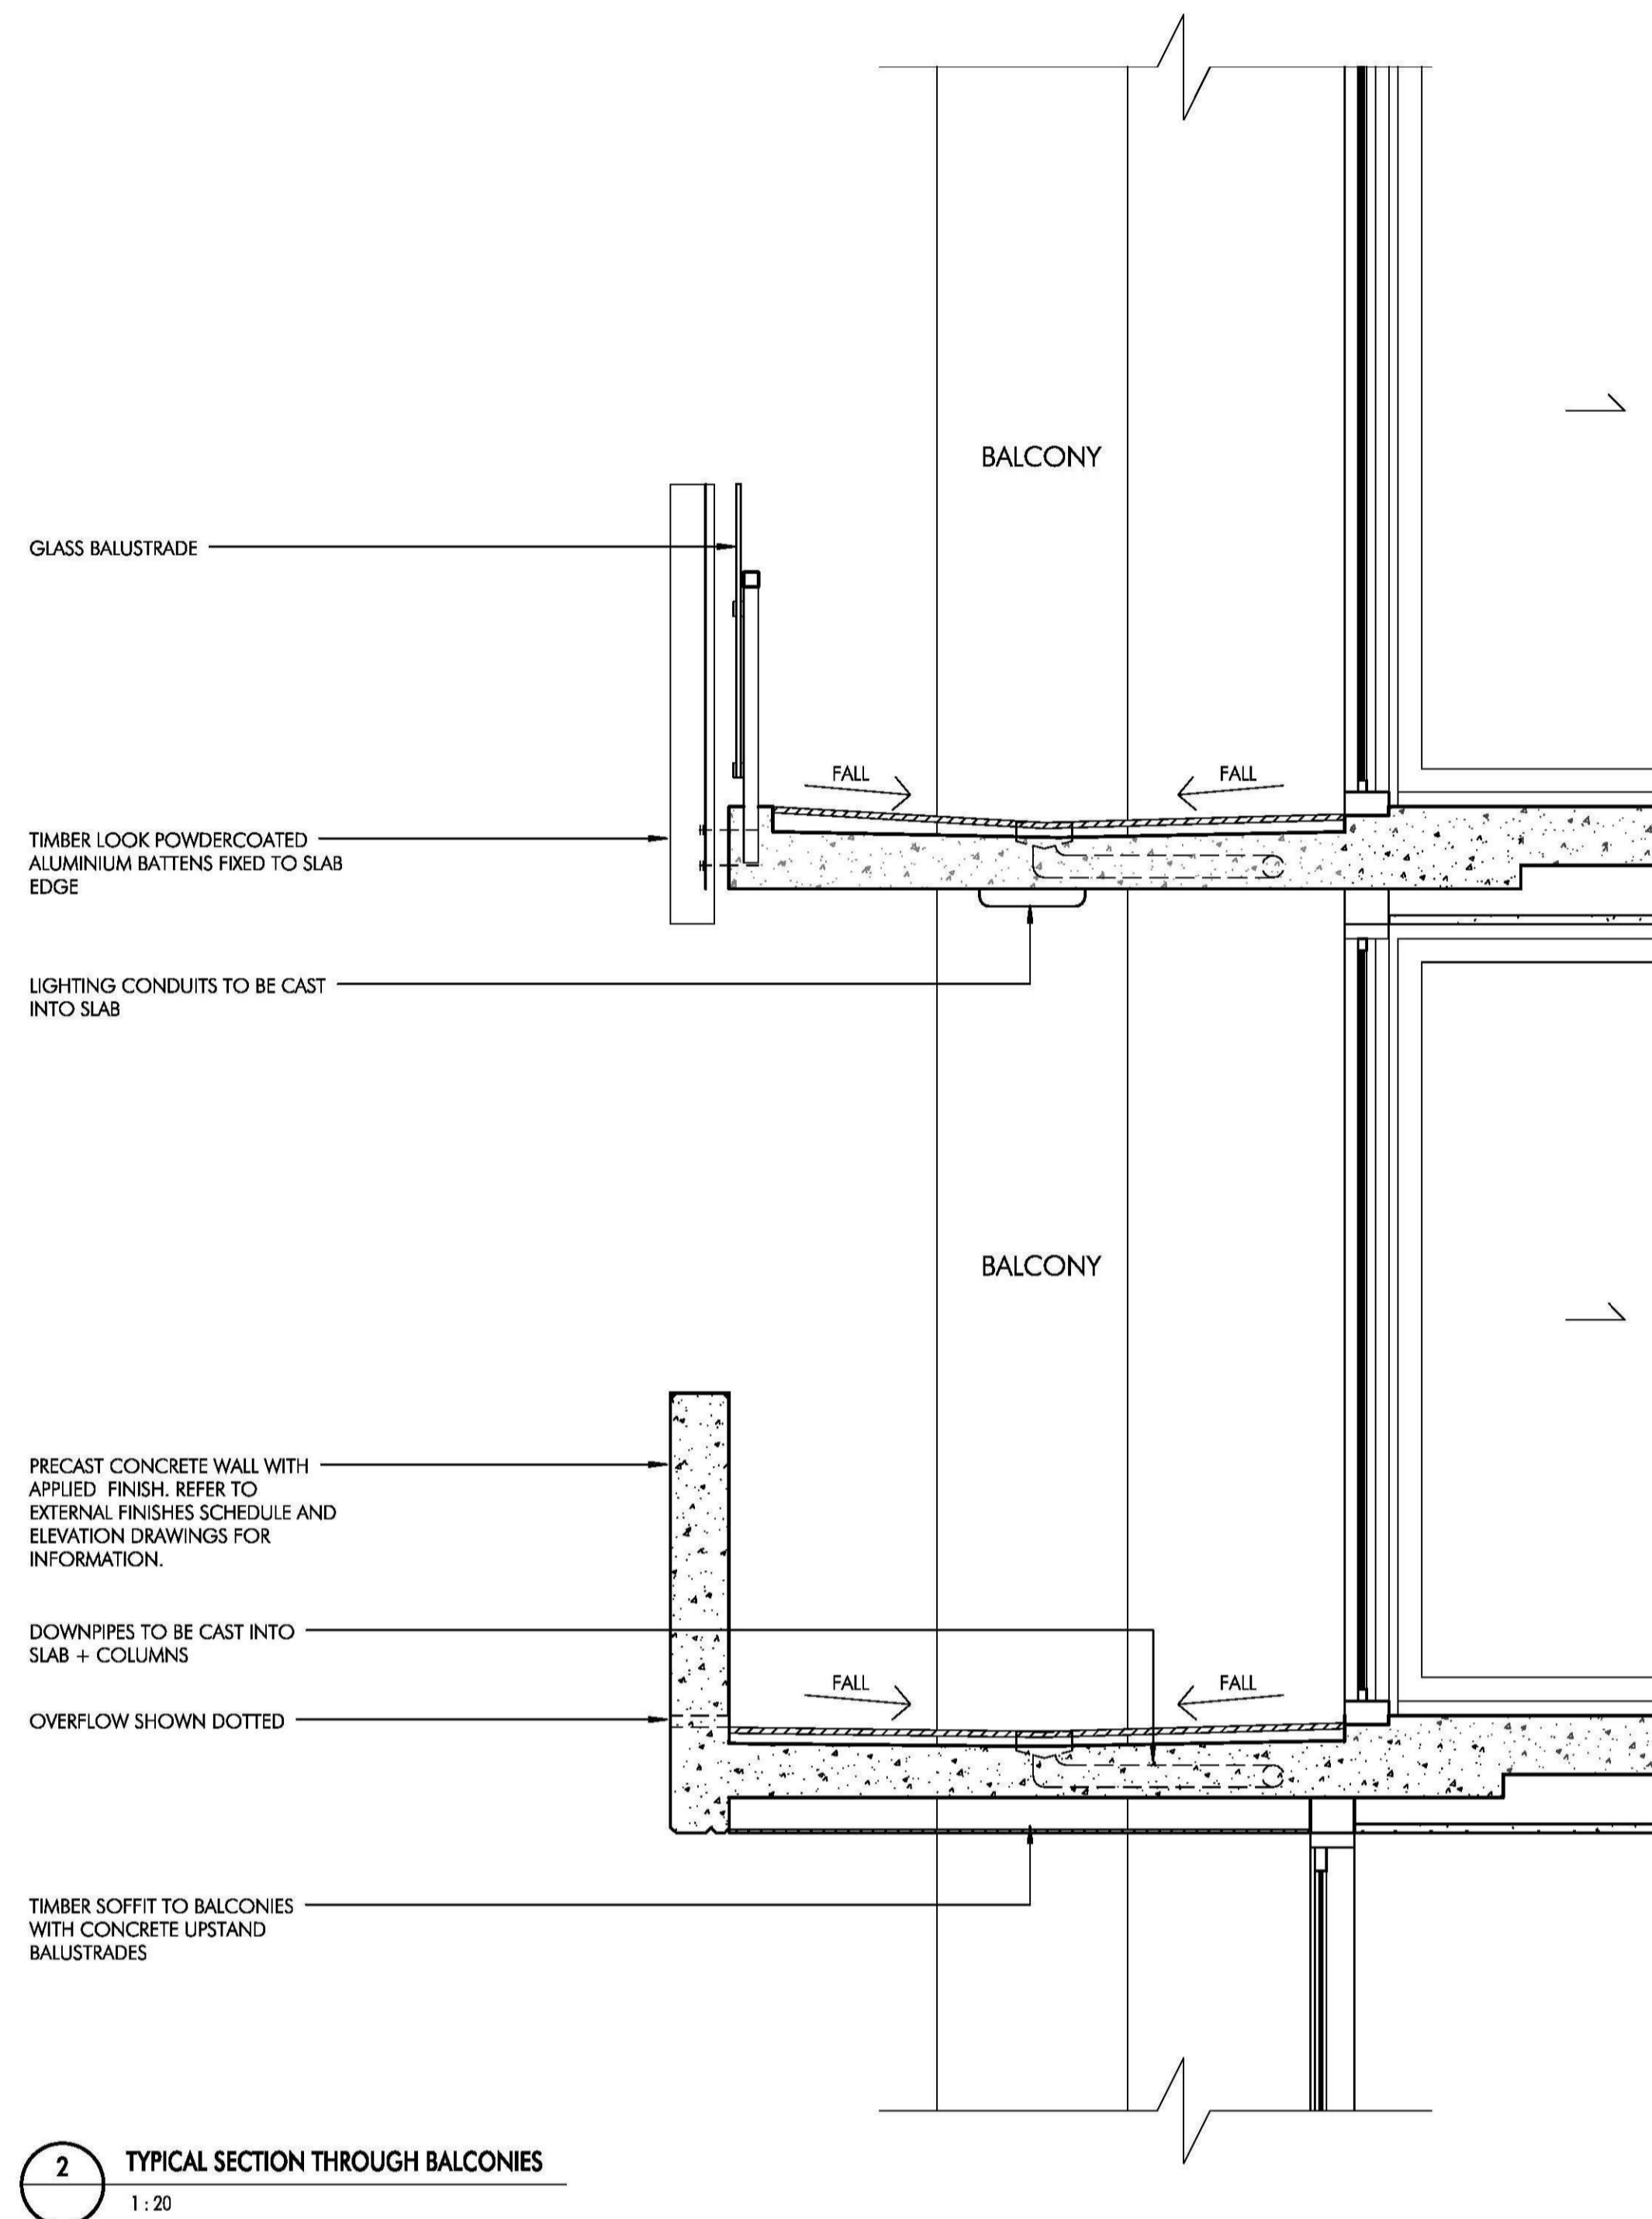 BALCONY
GLASS BALUSTRADE
FALL
FALL
TIMBER LOOK POWDERCOATED
ALUMINIUM BATTENS FIXED TO SLAB
EDGE
LIGHTING CONDUITS TO BE CAST
INTO SLAB
BALCONY
PRECAST CONCRETE WALL WITH
APPLIED FINISH. REFER TO
EXTERNAL FINISHES SCHEDULE AND
ELEVATION DRAWINGS FOR
INFORMATION.
DOWNPIPES TO BE CAST INTO
SLAB + COLUMNS
FALL
FALL
OVERFLOW SHOWN DOTTED
TIMBER SOFFIT TO BALCONIES
WITH CONCRETE UPSTAND
BALUSTRADES
2
TYPICAL SECTION THROUGH BALCONIES
1 : 20